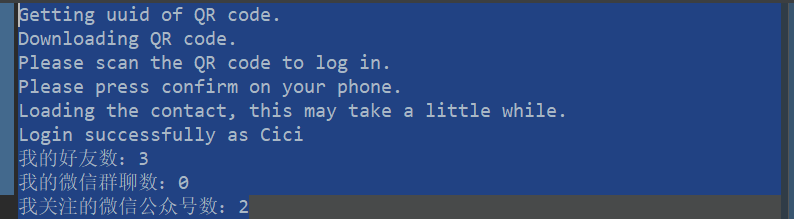 Getting uuid of QR code.
Downloading QR code.
Please scan the QR code to log in.
Please press confirm on your phone.
Loading the contact, this may take a little while.
Login successfully as Cici
我的好友数: 3
我的微信群聊数: 0
我关注的微信公众号数: 2